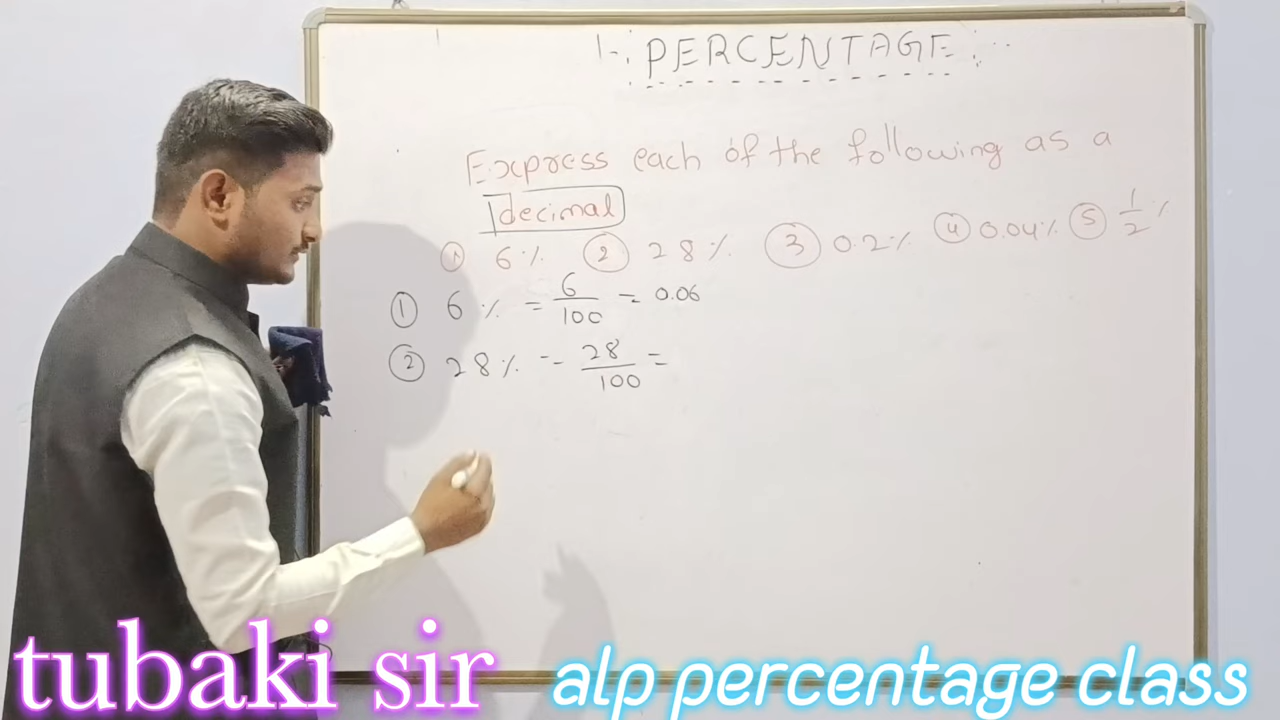 1-: PERCENTAGE :-
Express each of the following as a
decimal
① 6% ② 28% ③ 0.2% ④ 0.04% ⑤ 1/2 %
① 6% = 6/100 = 0.06
② 28% = 28/100 =
tubaki sir
alp percentage class